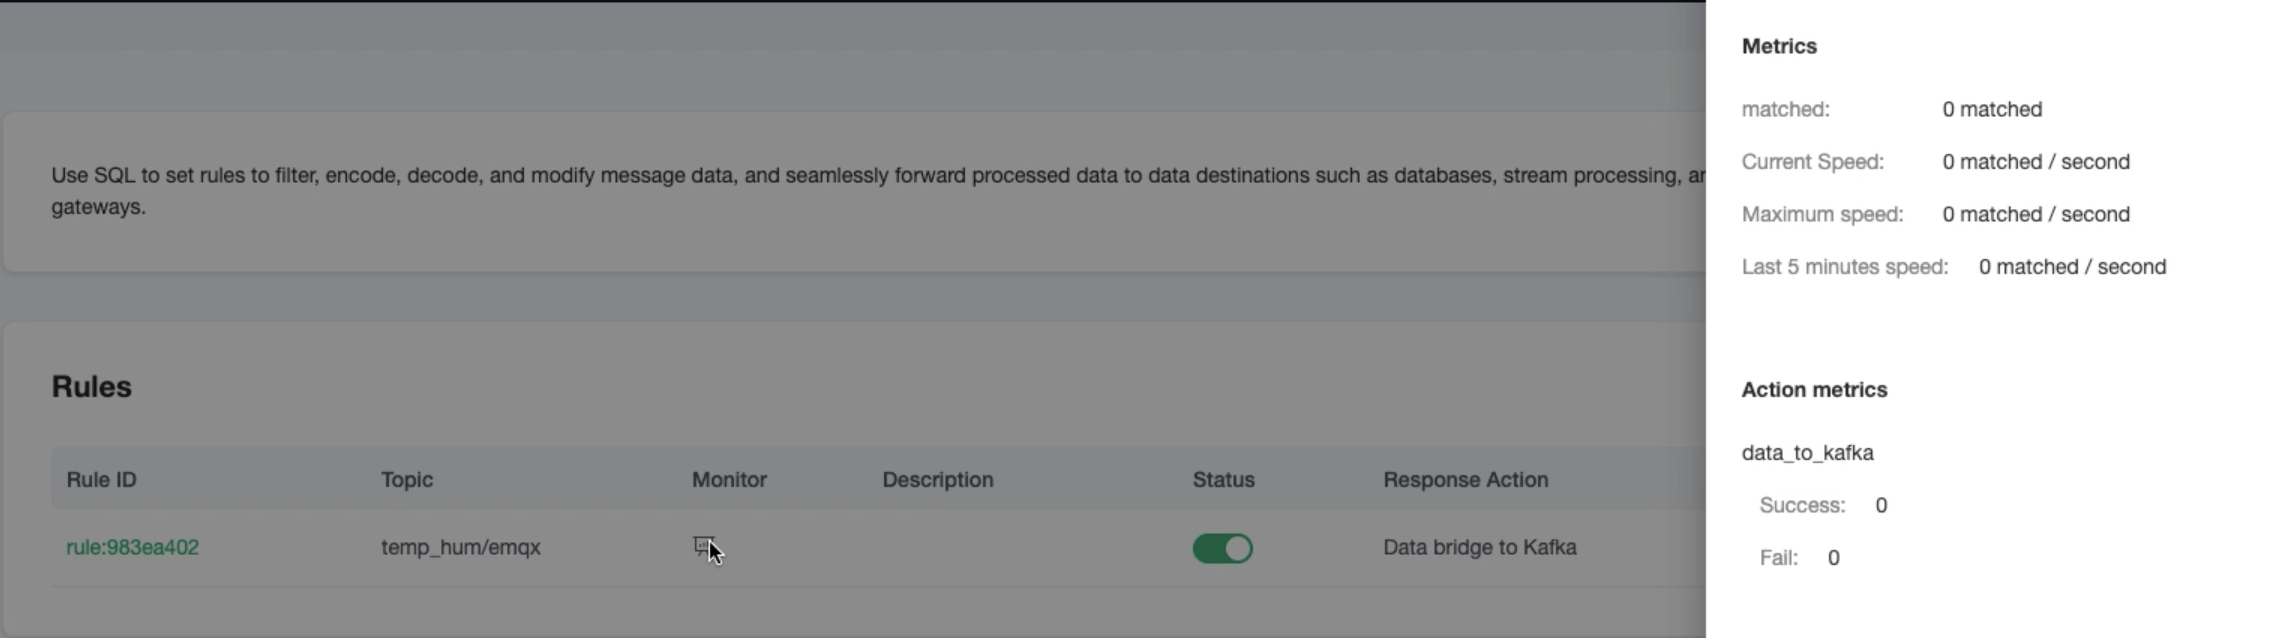 Use SQL to set rules to filter, encode, decode, and modify message data, and seamlessly forward processed data to data destinations such as databases, stream processing,
gateways.
Rules
Rule ID Topic Monitor Description Status Response Action
rule:983ea402 temp_hum/emqx Data bridge to Kafka
Metrics
matched: 0 matched
Current Speed: 0 matched / second
Maximum speed: 0 matched / second
Last 5 minutes speed: 0 matched / second
Action metrics
data_to_kafka
Success: 0
Fail: 0